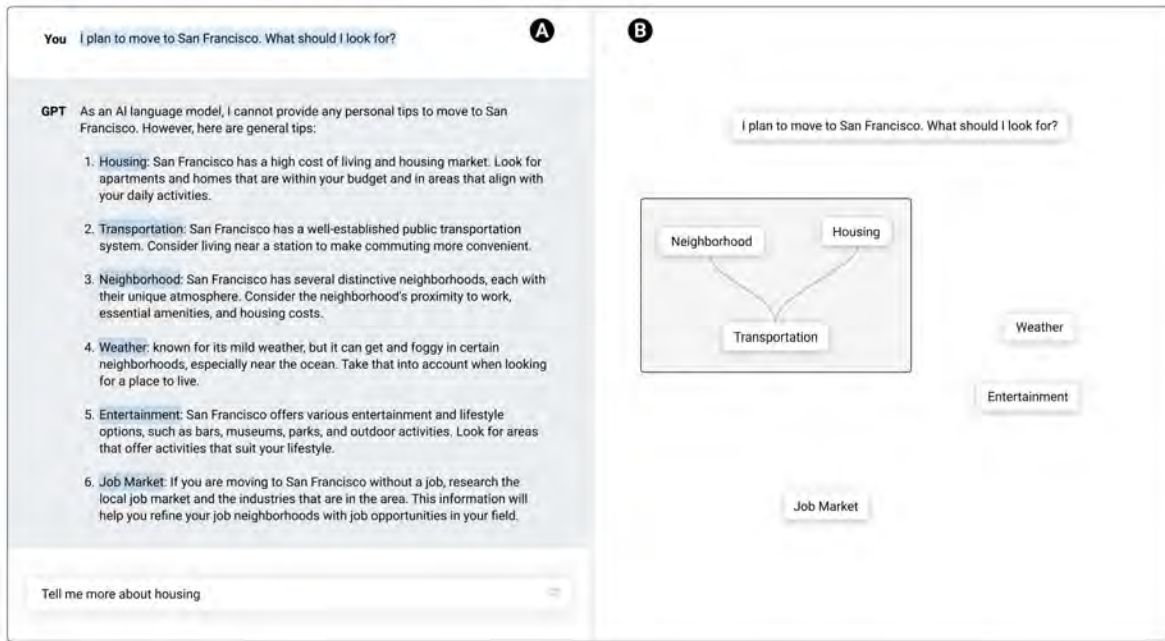 You I plan to move to San Francisco. What should I look for?
A
GPT As an AI language model, I cannot provide any personal tips to move to San
Francisco. However, here are general tips:
1. Housing: San Francisco has a high cost of living and housing market. Look for
apartments and homes that are within your budget and in areas that align with
your daily activities.
2. Transportation: San Francisco has a well-established public transportation
system. Consider living near a station to make commuting more convenient.
3. Neighborhood: San Francisco has several distinctive neighborhoods, each with
their unique atmosphere. Consider the neighborhood's proximity to work,
essential amenities, and housing costs.
4. Weather: known for its mild weather, but it can get and foggy in certain
neighborhoods, especially near the ocean. Take that into account when looking
for a place to live.
5. Entertainment: San Francisco offers various entertainment and lifestyle
options, such as bars, museums, parks, and outdoor activities. Look for areas
that offer activities that suit your lifestyle.
6. Job Market: If you are moving to San Francisco without a job, research the
local job market and the industries that are in the area. This information will
help you refine your job neighborhoods with job opportunities in your field.
Tell me more about housing
B
I plan to move to San Francisco. What should I look for?
Neighborhood
Housing
Transportation
Weather
Entertainment
Job Market